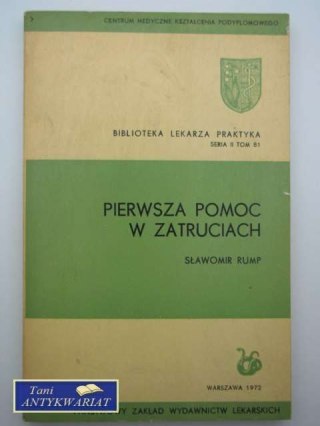 CENTRUM MEDYCZNE KSZTAŁCENIA PODYPLOMOWEGO
BIBLIOTEKA LEKARZA PRAKTYKA
SERIA II TOM 81
PIERWSZA POMOC
W ZATRUCIACH
SŁAWOMIR RUMP
WARSZAWA 1972
ZAKŁAD WYDAWNICTW LEKARSKICH
Tani
ANTYKWARIAT